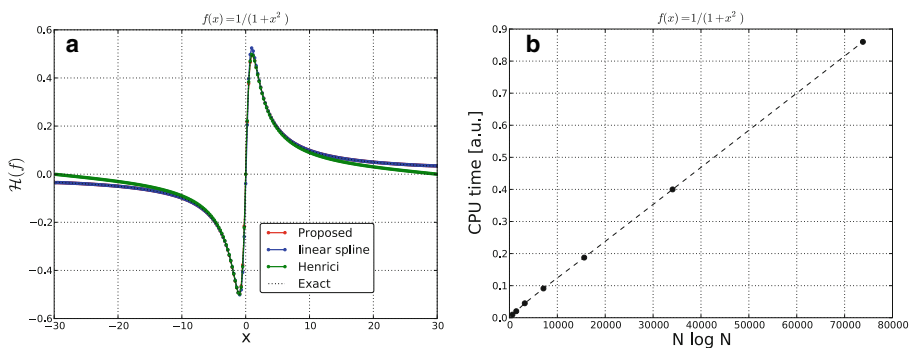 f(x)=1/(1+x²)
a
0.6
0.4
0.2
0.0
−0.2
−0.4
−0.6
ℋ(f)
−30
−20
−10
0
10
20
30
x
Proposed
linear spline
Henrici
Exact
f(x)=1/(1+x²)
b
0.9
0.8
0.7
0.6
0.5
0.4
0.3
0.2
0.1
0.0
CPU time [a.u.]
0
10000
20000
30000
40000
50000
60000
70000
80000
N log N